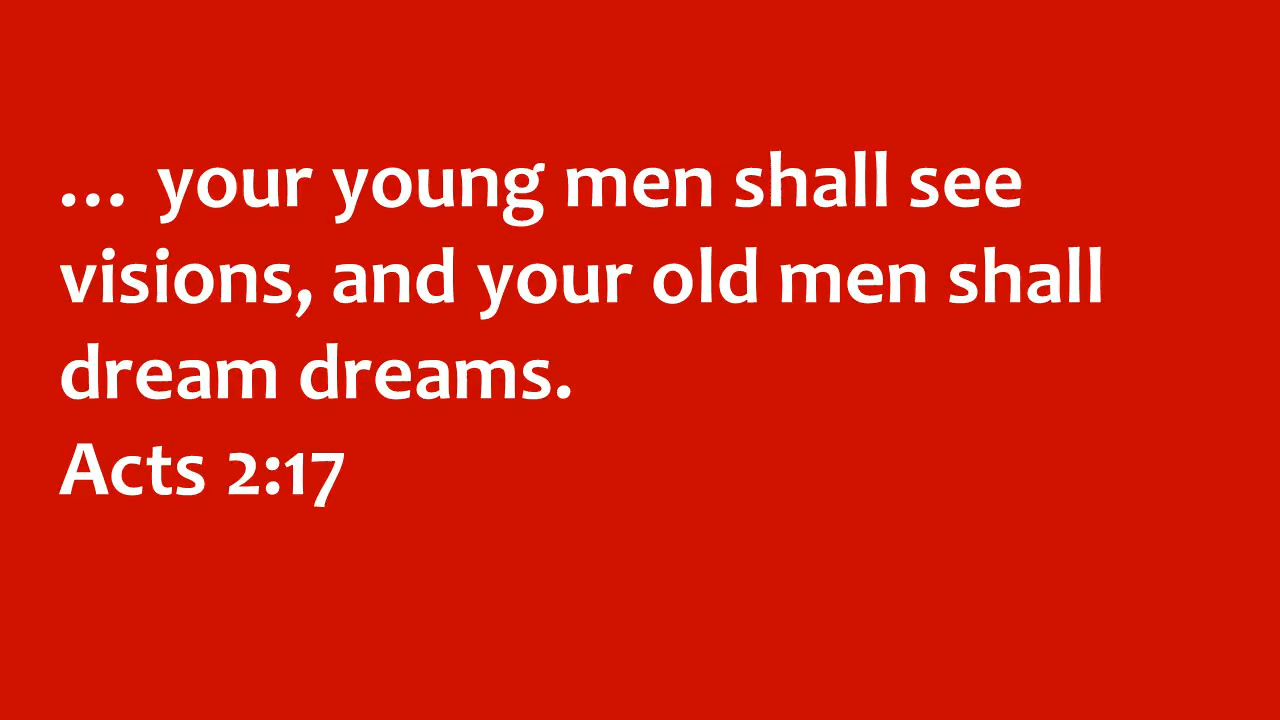 … your young men shall see
visions, and your old men shall
dream dreams.
Acts 2:17